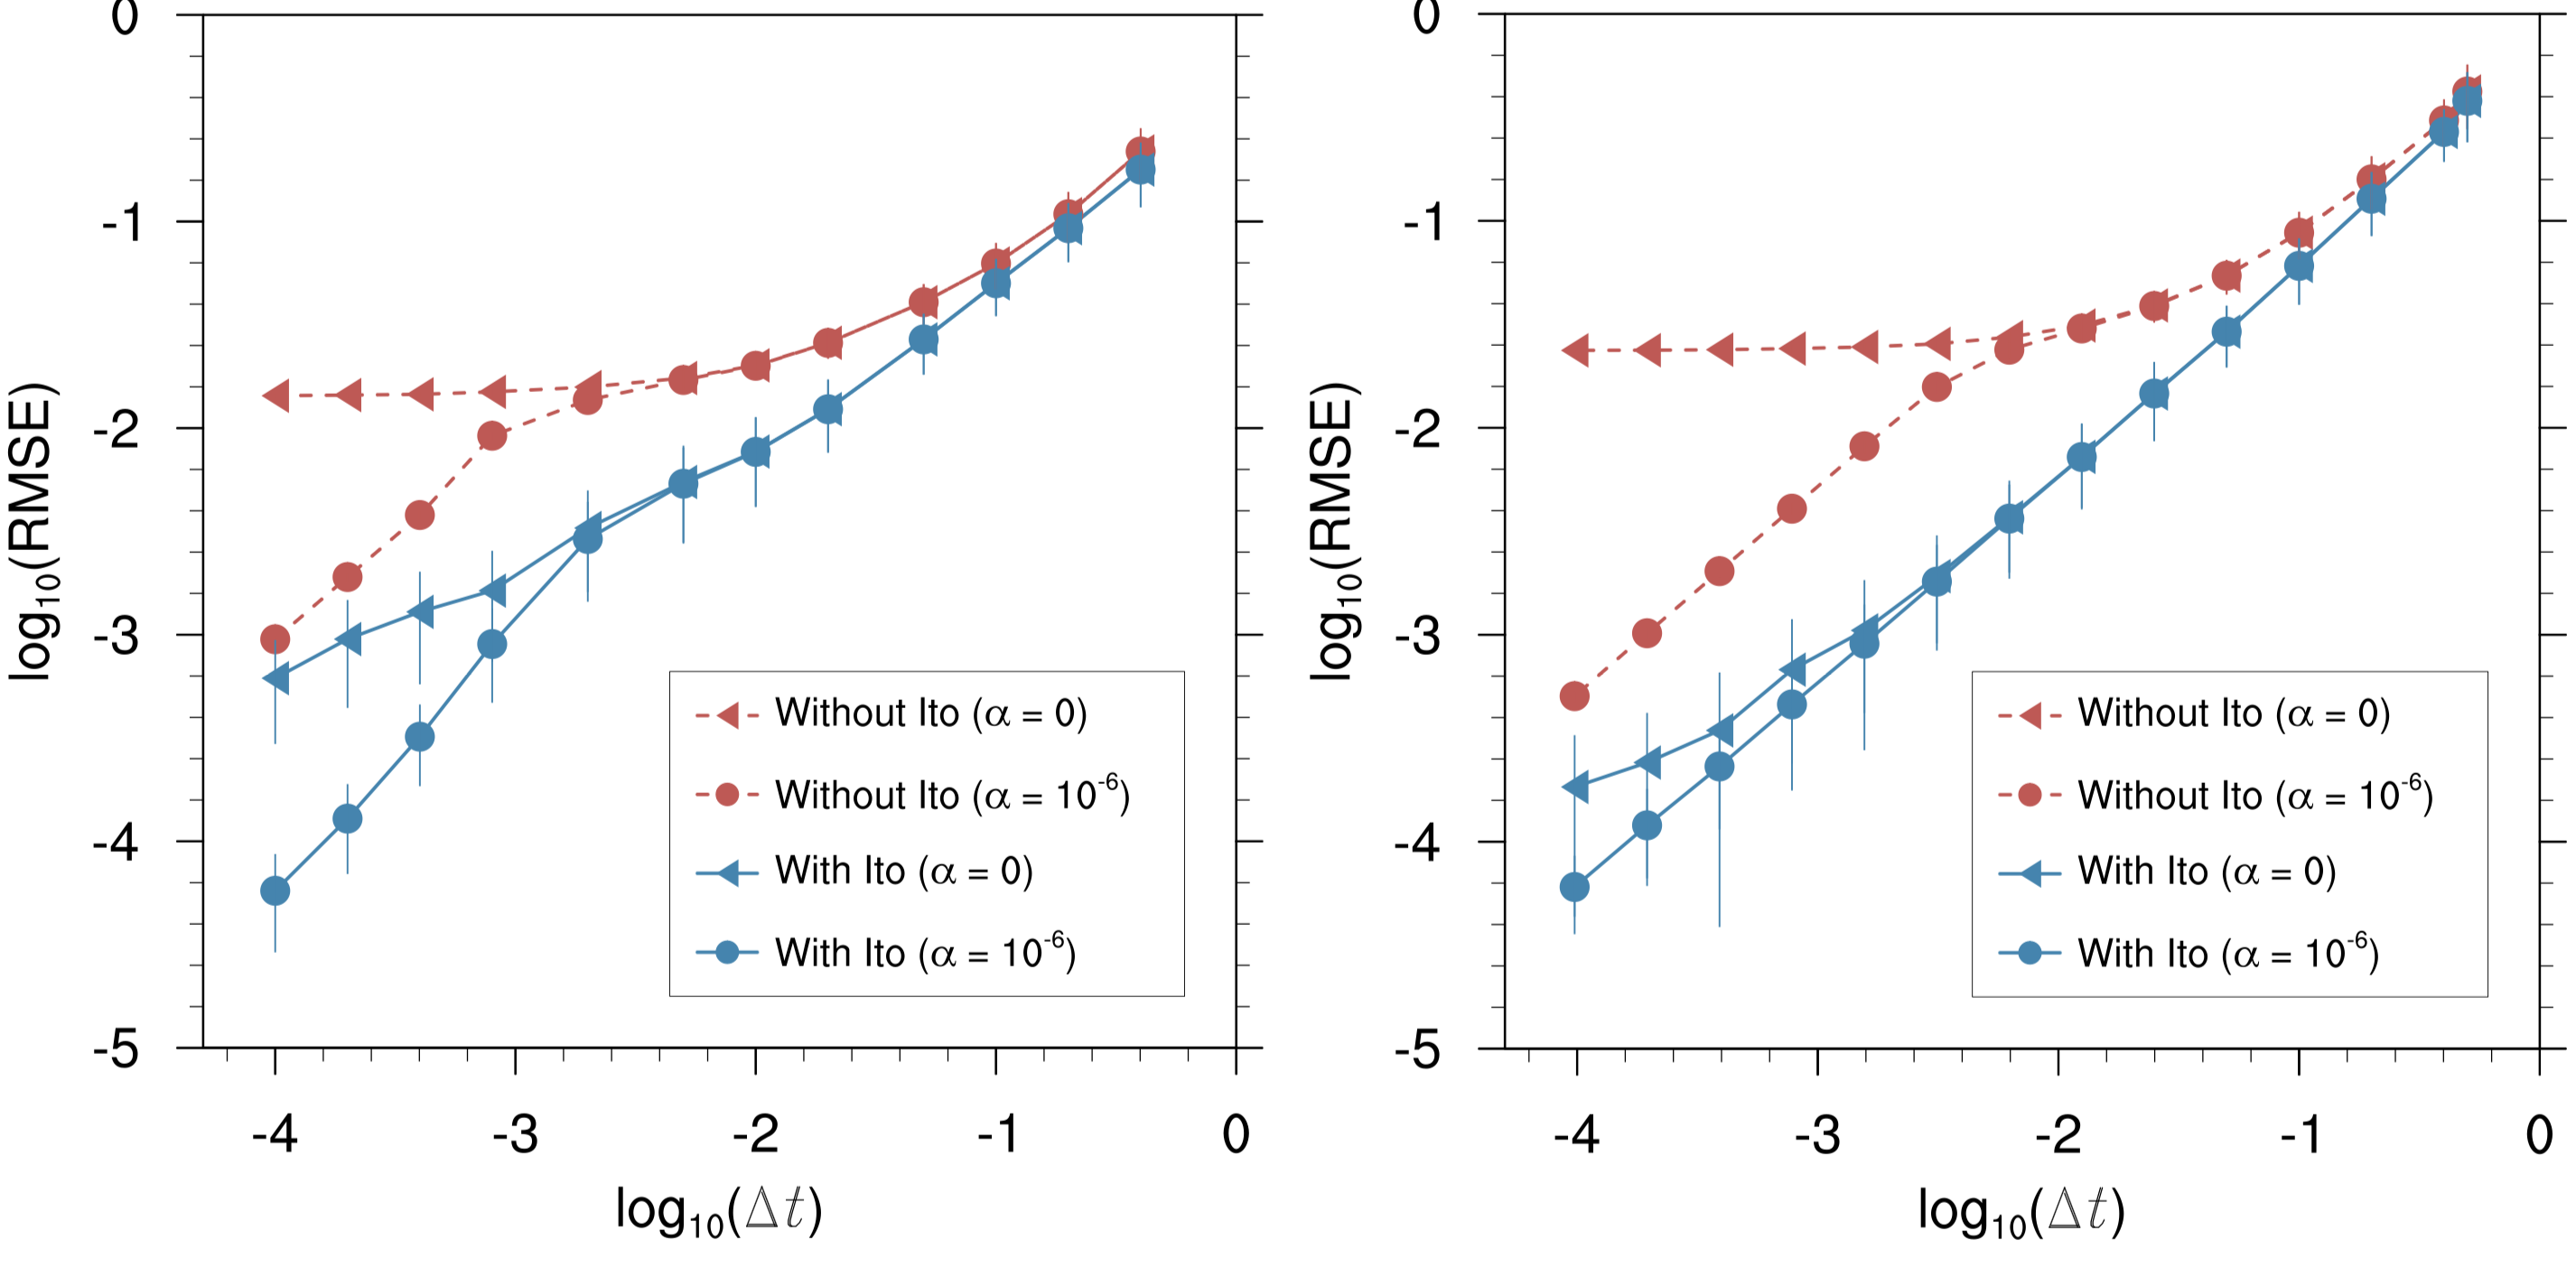 0
-1
-2
-3
-4
-5
log₁₀(RMSE)
-4 -3 -2 -1 0
log₁₀(Δt)
Without Ito (α = 0)
Without Ito (α = 10⁻⁶)
With Ito (α = 0)
With Ito (α = 10⁻⁶)
0
-1
-2
-3
-4
-5
log₁₀(RMSE)
-4 -3 -2 -1 0
log₁₀(Δt)
Without Ito (α = 0)
Without Ito (α = 10⁻⁶)
With Ito (α = 0)
With Ito (α = 10⁻⁶)